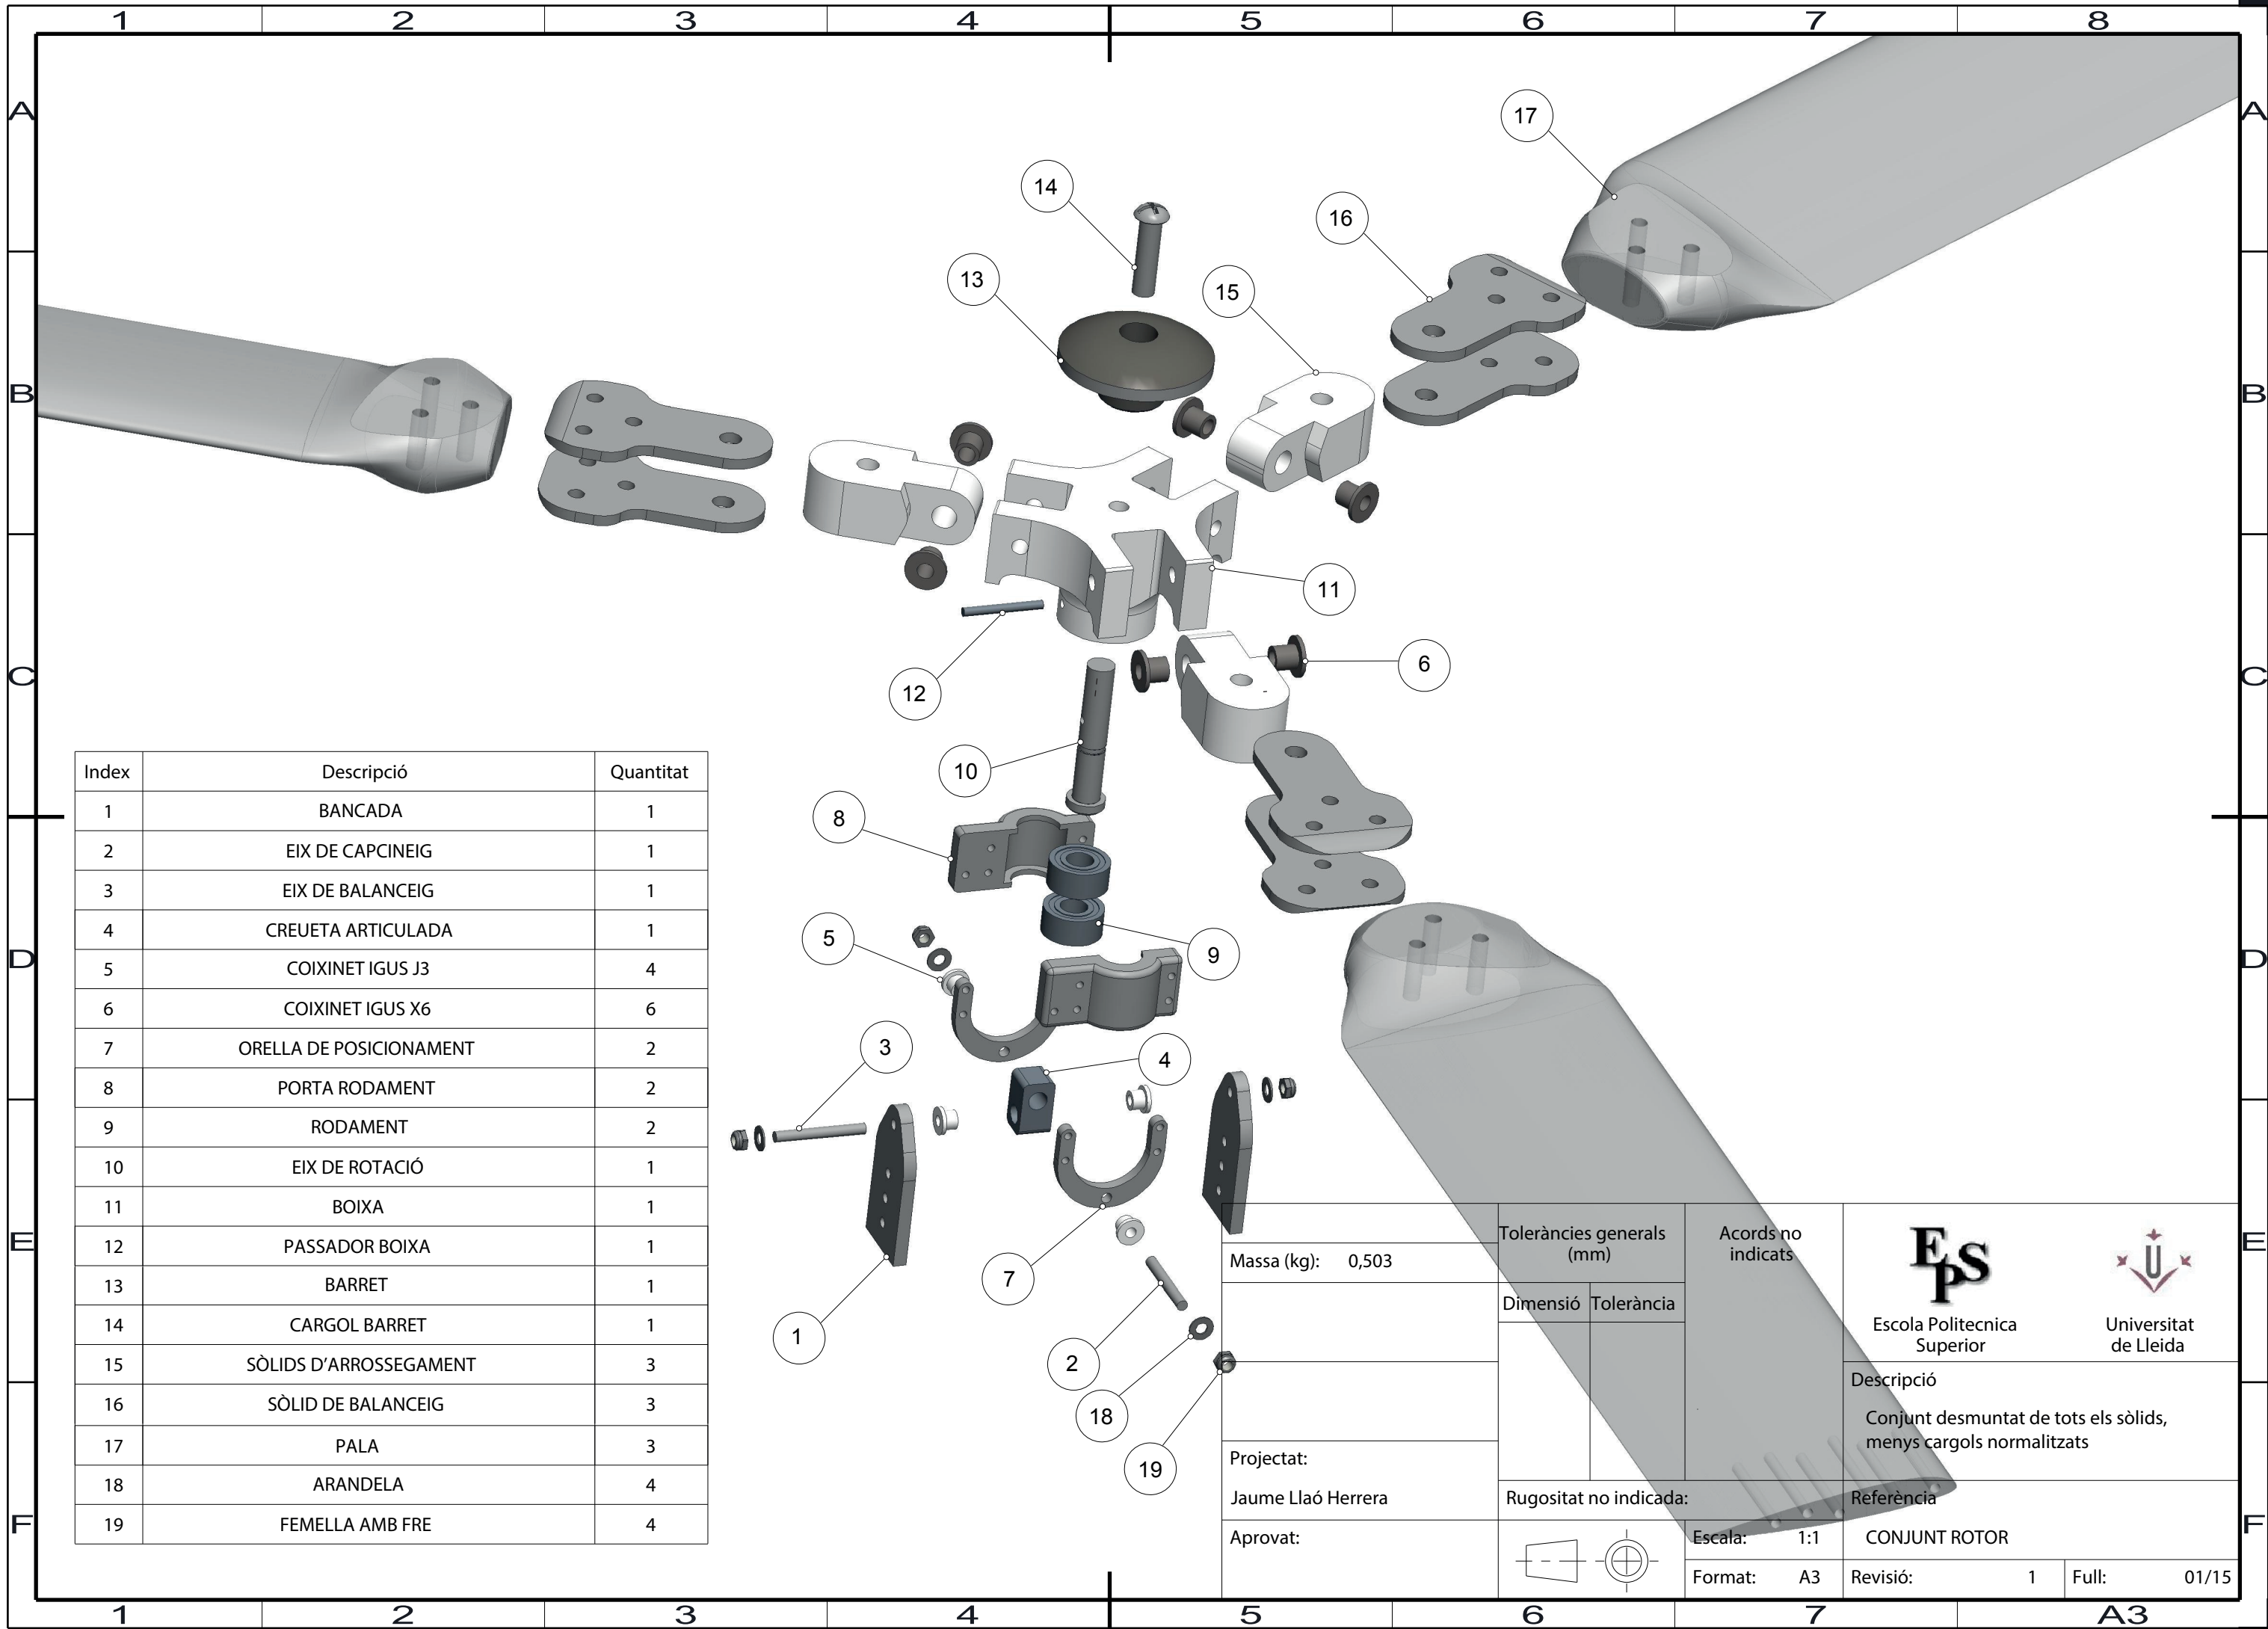 1 2 3 4 5 6 7 8
A A
B B
C C
D D
E E
F F
17
14
16
13
15
11
12
6
10
8
5
9
3
4
7
1
2
18
19
Index Descripció Quantitat
1 BANCADA 1
2 EIX DE CAPCINEIG 1
3 EIX DE BALANCEIG 1
4 CREUETA ARTICULADA 1
5 COIXINET IGUS J3 4
6 COIXINET IGUS X6 6
7 ORELLA DE POSICIONAMENT 2
8 PORTA RODAMENT 2
9 RODAMENT 2
10 EIX DE ROTACIÓ 1
11 BOIXA 1
12 PASSADOR BOIXA 1
13 BARRET 1
14 CARGOL BARRET 1
15 SÒLIDS D’ARROSSEGAMENT 3
16 SÒLID DE BALANCEIG 3
17 PALA 3
18 ARANDELA 4
19 FEMELLA AMB FRE 4
Massa (kg): 0,503
Toleràncies generals
(mm)
Dimensió Tolerància
Acords no
indicats
EPS
Escola Politecnica
Superior
U
Universitat
de Lleida
Descripció
Conjunt desmuntat de tots els sòlids,
menys cargols normalitzats
Projectat:
Jaume Llaó Herrera
Rugositat no indicada:
Referència
CONJUNT ROTOR
Aprovat:
Escala: 1:1
Format: A3
Revisió: 1
Full: 01/15
1 2 3 4 5 6 7 A3